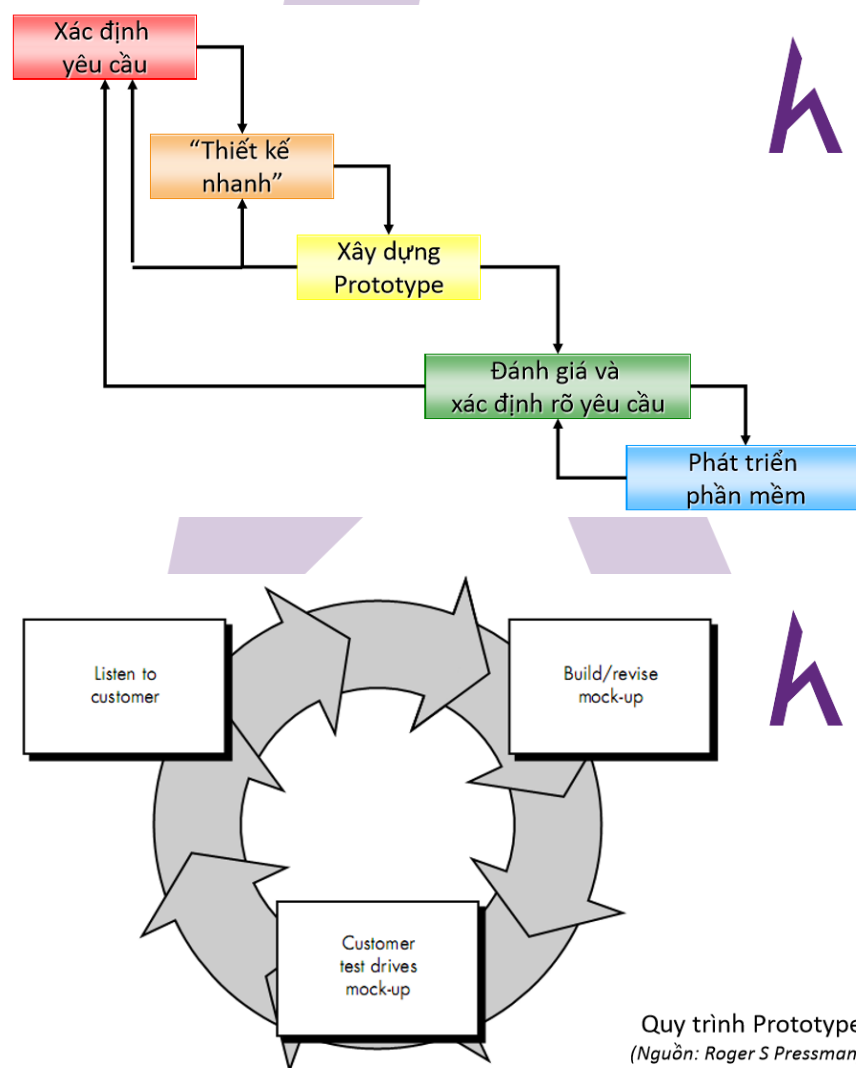 Xác định
yêu cầu
“Thiết kế
nhanh”
Xây dựng
Prototype
Đánh giá và
xác định rõ yêu cầu
Phát triển
phần mềm
Listen to
customer
Build/revise
mock-up
Customer
test drives
mock-up
Quy trình Prototype
(Nguồn: Roger S Pressman